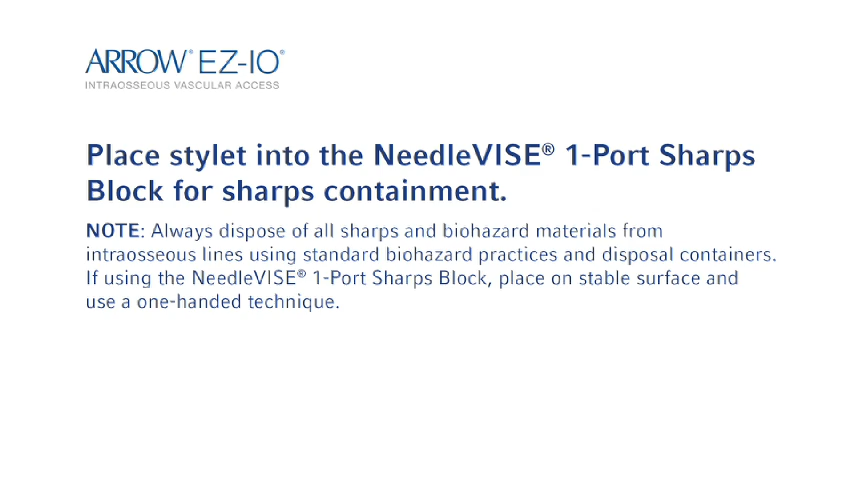 ARROW® EZ-IO®
INTRAOSSEOUS VASCULAR ACCESS
Place stylet into the NeedleVISE® 1-Port Sharps
Block for sharps containment.
NOTE: Always dispose of all sharps and biohazard materials from
intraosseous lines using standard biohazard practices and disposal containers.
If using the NeedleVISE® 1-Port Sharps Block, place on stable surface and
use a one-handed technique.